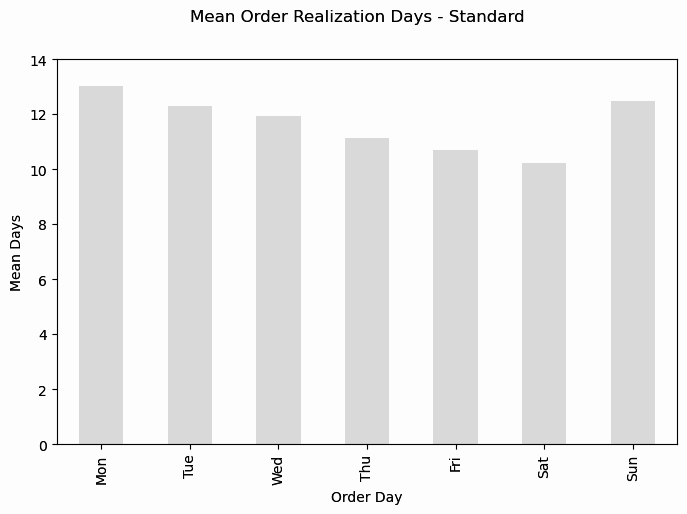 Mean Order Realization Days - Standard
14
12
10
8
6
4
2
0
Mean Days
Mon
Tue
Wed
Thu
Fri
Sat
Sun
Order Day